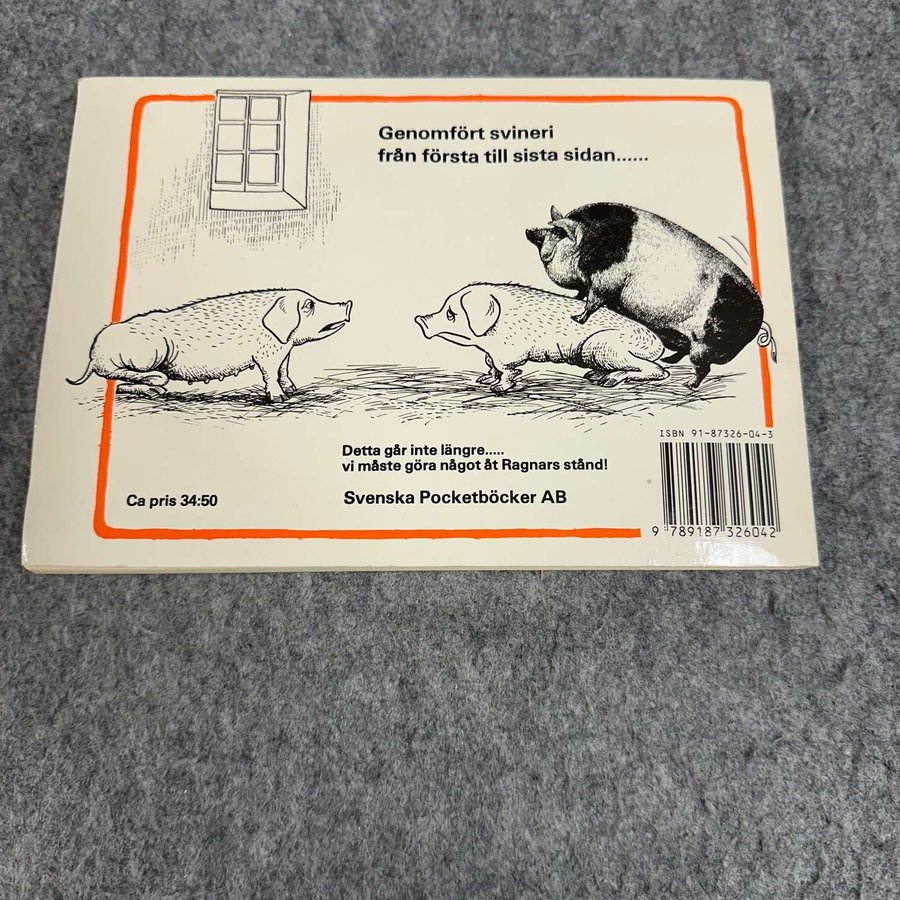 Genomfört svineri
från första till sista sidan......
Detta går inte längre.....
vi måste göra något åt Ragnars stånd!
Ca pris 34:50
Svenska Pocketböcker AB
ISBN 91-87326-04-3
9 789187 326042